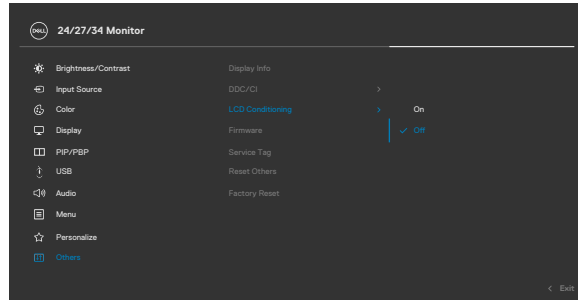 DELL
24/27/34 Monitor
Brightness/Contrast
Input Source
Color
Display
PIP/PBP
USB
Audio
Menu
Personalize
Others
Display Info
DDC/CI
LCD Conditioning
Firmware
Service Tag
Reset Others
Factory Reset
On
Off
Exit